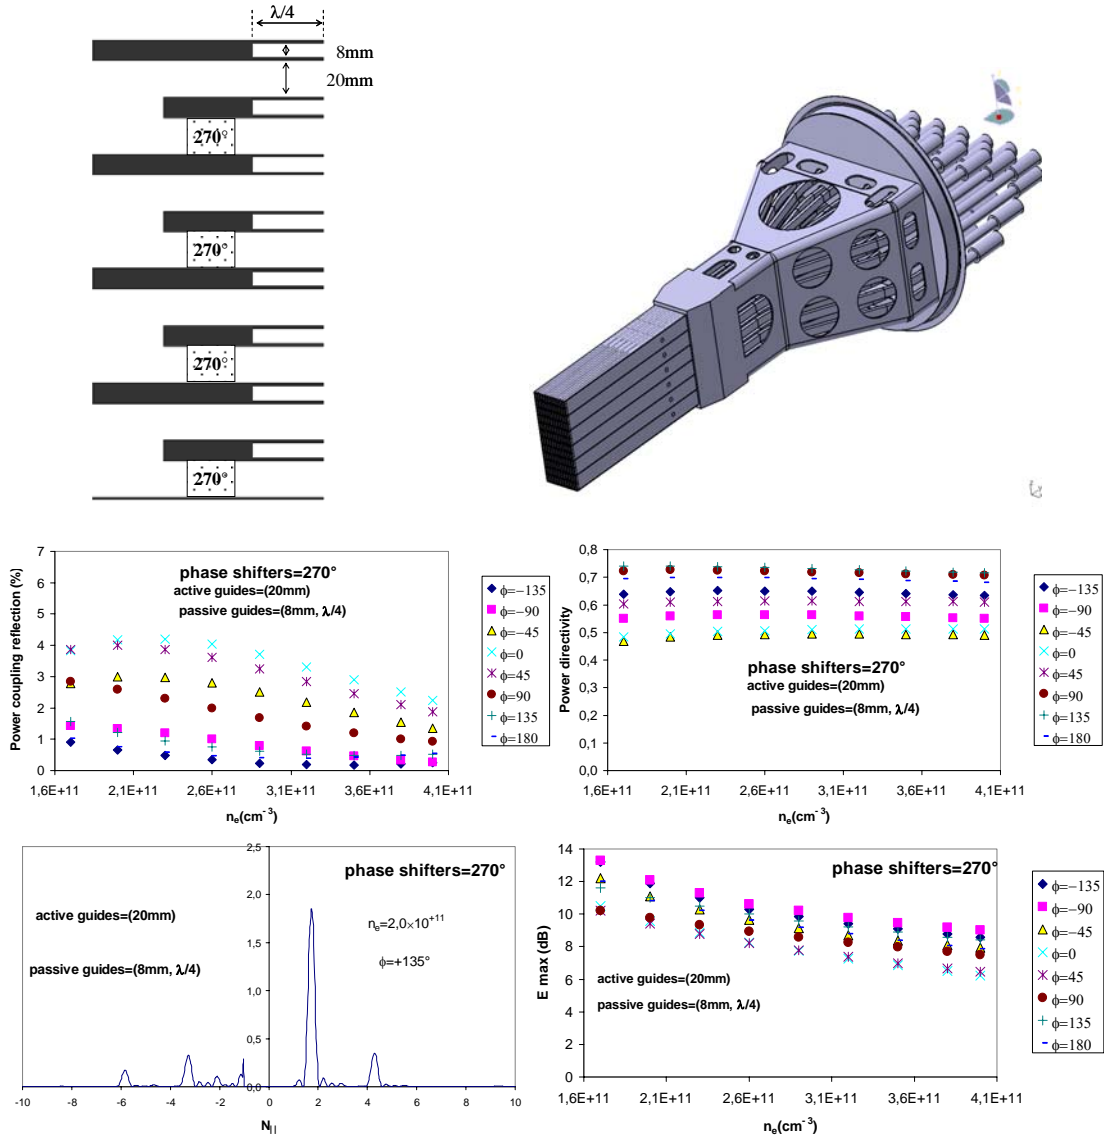 λ/4
8mm
20mm
270°
270°
270°
270°
7
6
5
4
3
2
1
0
Power coupling reflection (%)
phase shifters=270°
active guides=(20mm)
passive guides=(8mm, λ/4)
1,6E+11 2,1E+11 2,6E+11 3,1E+11 3,6E+11 4,1E+11
ne(cm-3)
ϕ=−135
ϕ=−90
ϕ=−45
ϕ=0
ϕ=45
ϕ=90
ϕ=135
ϕ=180
0,8
0,7
0,6
0,5
0,4
0,3
0,2
0,1
0,0
Power directivity
phase shifters=270°
active guides=(20mm)
passive guides=(8mm, λ/4)
1,6E+11 2,1E+11 2,6E+11 3,1E+11 3,6E+11 4,1E+11
ne(cm-3)
ϕ=−135
ϕ=−90
ϕ=−45
ϕ=0
ϕ=45
ϕ=90
ϕ=135
ϕ=180
2,5
2,0
1,5
1,0
0,5
0,0
phase shifters=270°
active guides=(20mm)
ne=2,0×10+11
passive guides=(8mm, λ/4)
ϕ=+135°
-10 -8 -6 -4 -2 0 2 4 6 8 10
N||
14
12
10
8
6
4
2
0
E max (dB)
phase shifters=270°
active guides=(20mm)
passive guides=(8mm, λ/4)
1,6E+11 2,1E+11 2,6E+11 3,1E+11 3,6E+11 4,1E+11
ne(cm-3)
ϕ=−135
ϕ=−90
ϕ=−45
ϕ=0
ϕ=45
ϕ=90
ϕ=135
ϕ=180